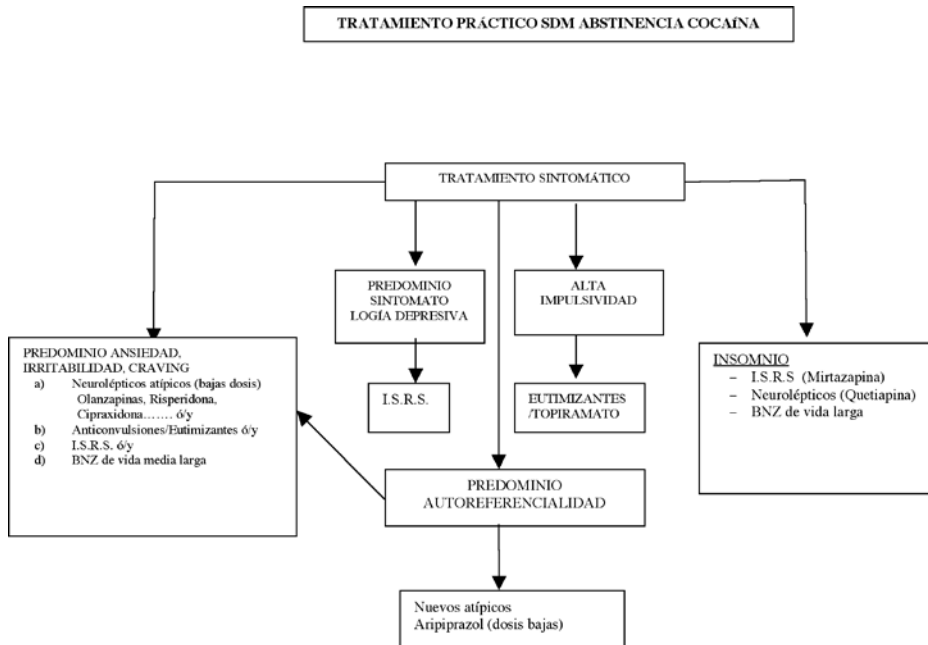 TRATAMIENTO PRÁCTICO SDM ABSTINENCIA COCAíNA
TRATAMIENTO SINTOMÁTICO
PREDOMINIO
SINTOMATO
LOGÍA DEPRESIVA
ALTA
IMPULSIVIDAD
PREDOMINIO ANSIEDAD,
IRRITABILIDAD, CRAVING
a) Neurolépticos atípicos (bajas dosis)
Olanzapinas, Risperidona,
Cipraxidona……. ó/y
b) Anticonvulsiones/Eutimizantes ó/y
c) I.S.R.S. ó/y
d) BNZ de vida media larga
I.S.R.S.
EUTIMIZANTES
/TOPIRAMATO
INSOMNIO
– I.S.R.S (Mirtazapina)
– Neurolépticos (Quetiapina)
– BNZ de vida larga
PREDOMINIO
AUTOREFERENCIALIDAD
Nuevos atípicos
Aripiprazol (dosis bajas)